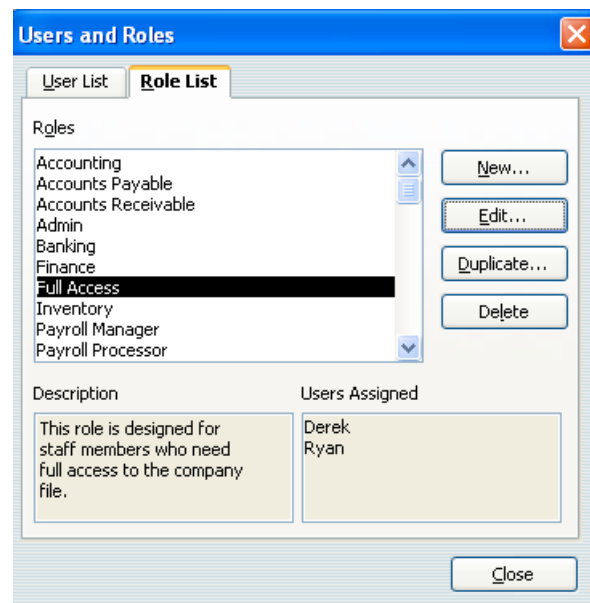 Users and Roles
User List
Role List
Roles
Accounting
Accounts Payable
Accounts Receivable
Admin
Banking
Finance
Full Access
Inventory
Payroll Manager
Payroll Processor
New...
Edit...
Duplicate...
Delete
Description
This role is designed for
staff members who need
full access to the company
file.
Users Assigned
Derek
Ryan
Close